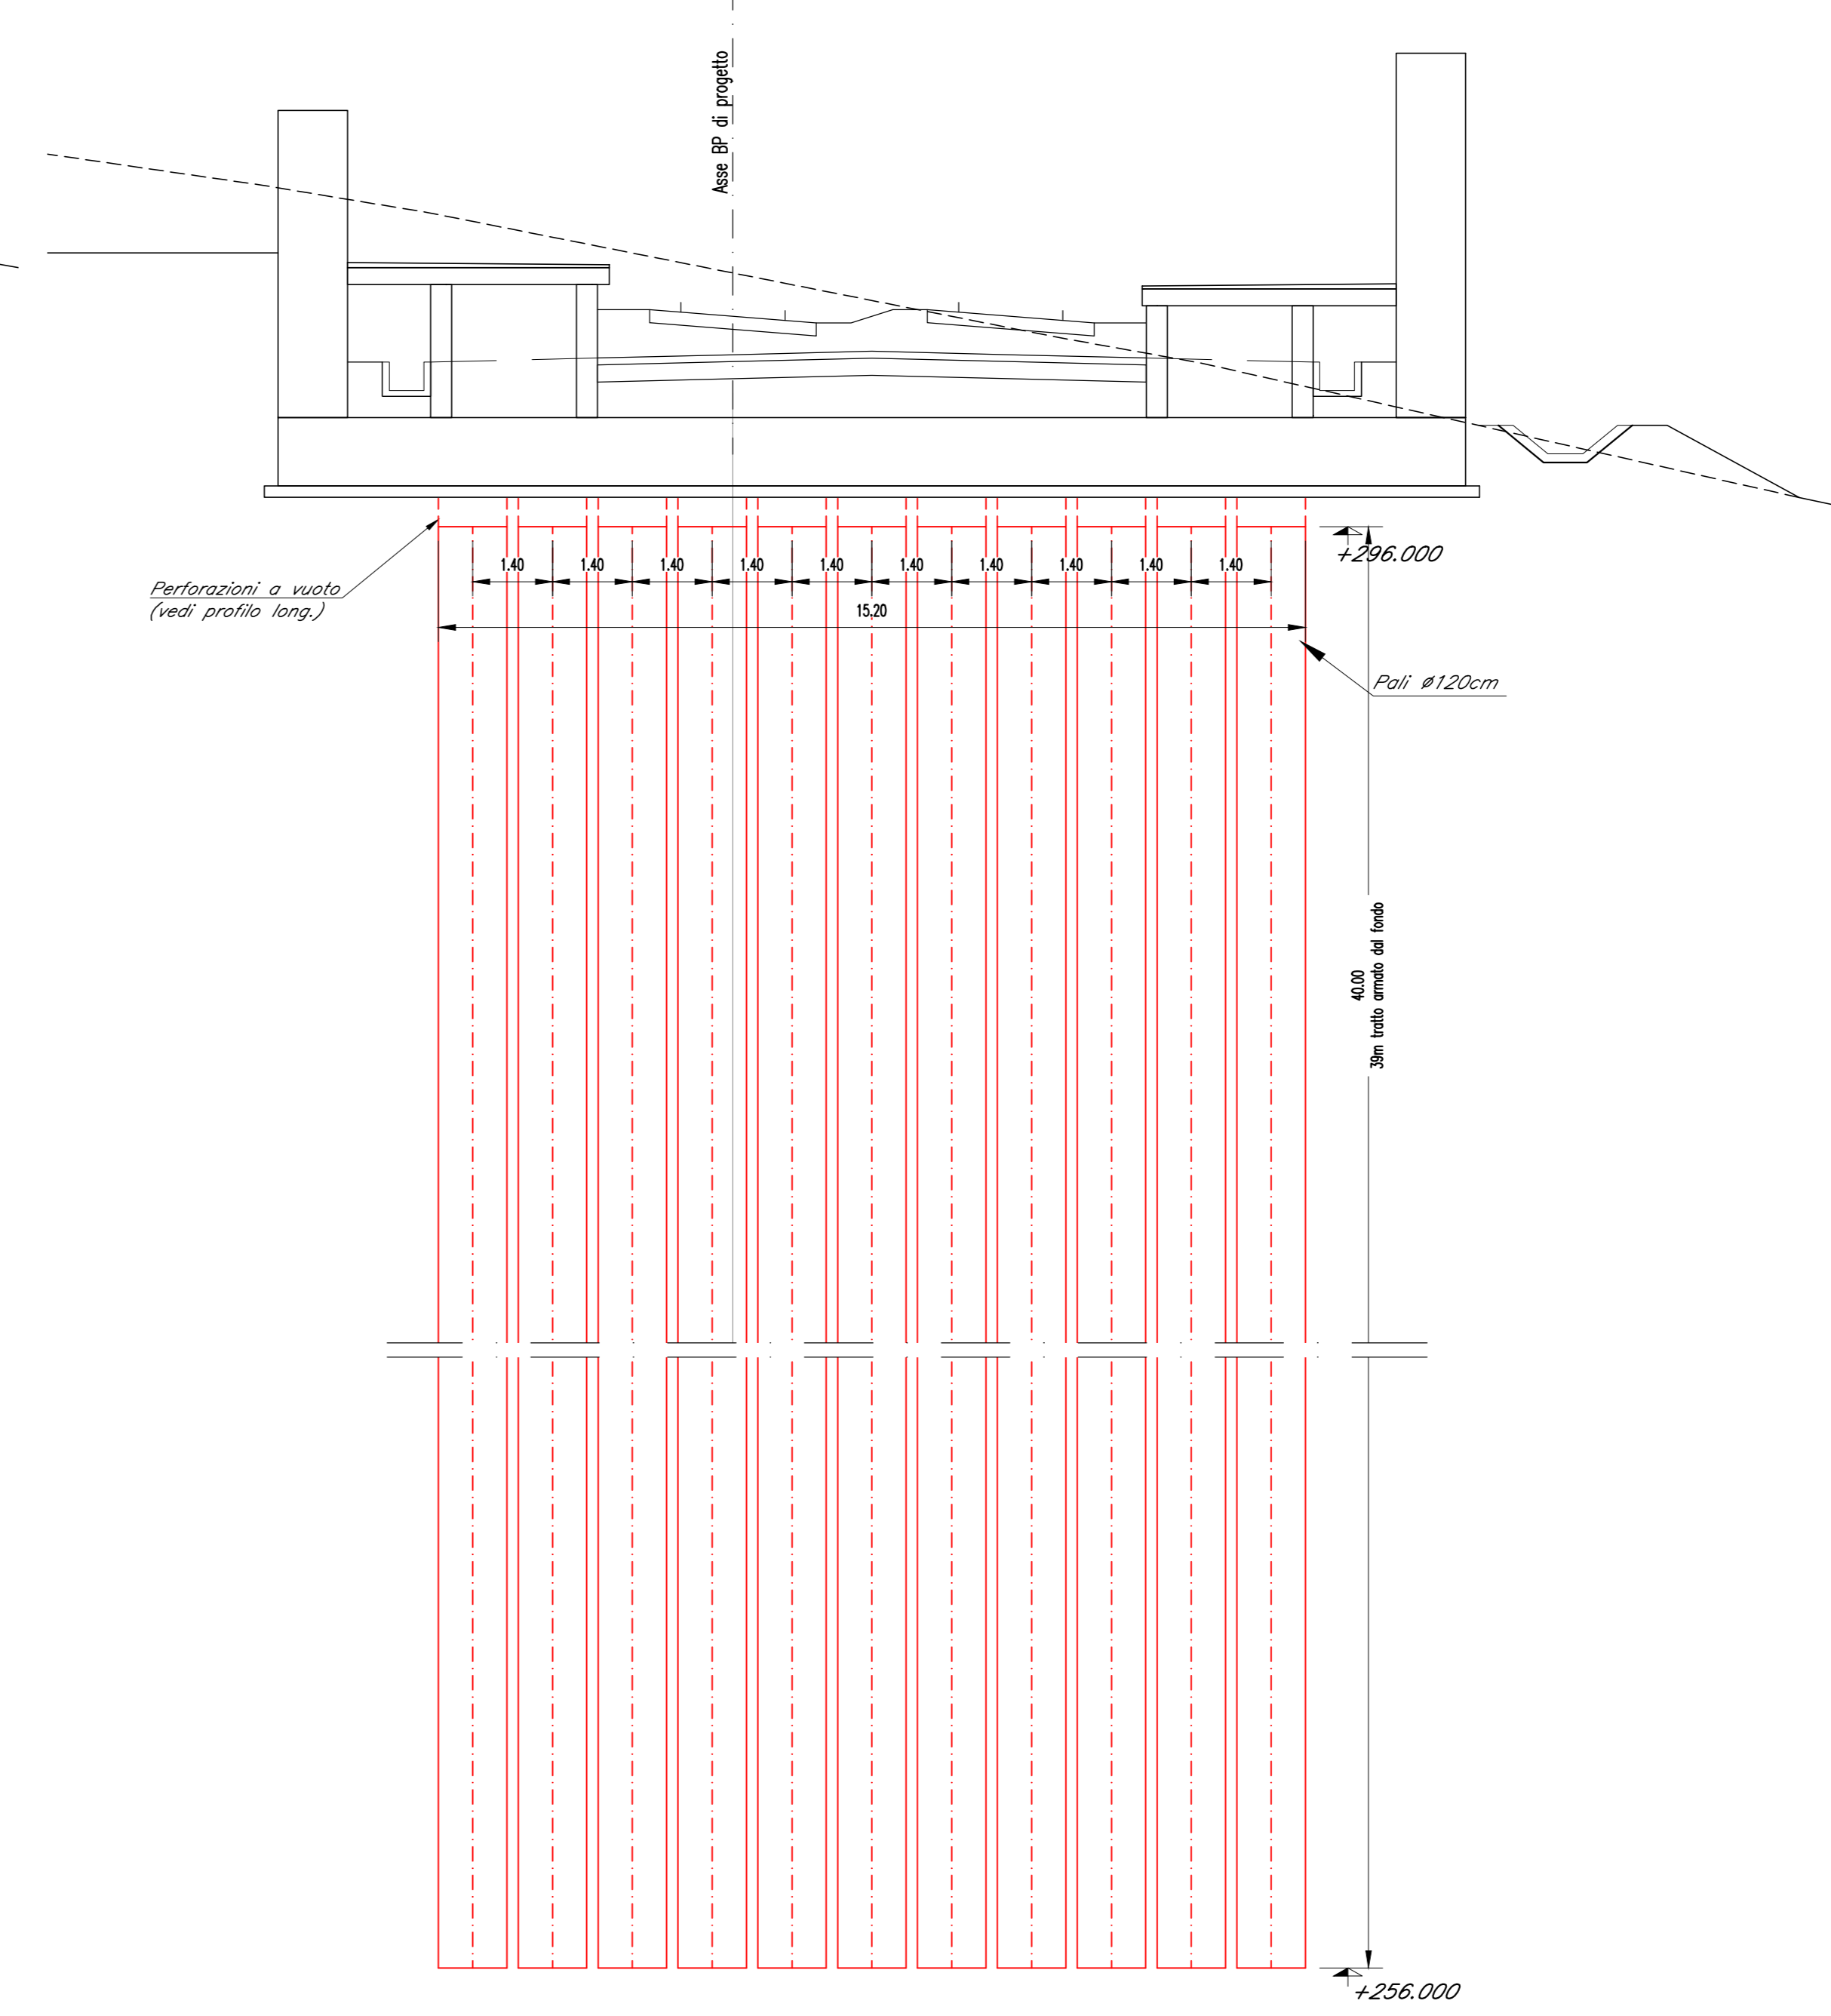 Asse BP di progetto
+296.000
1.40 1.40 1.40 1.40 1.40 1.40 1.40 1.40 1.40 1.40
Perforazioni a vuoto
(vedi profilo long.)
15.20
Pali ø120cm
40.00
39m tratto armato dal fondo
+256.000